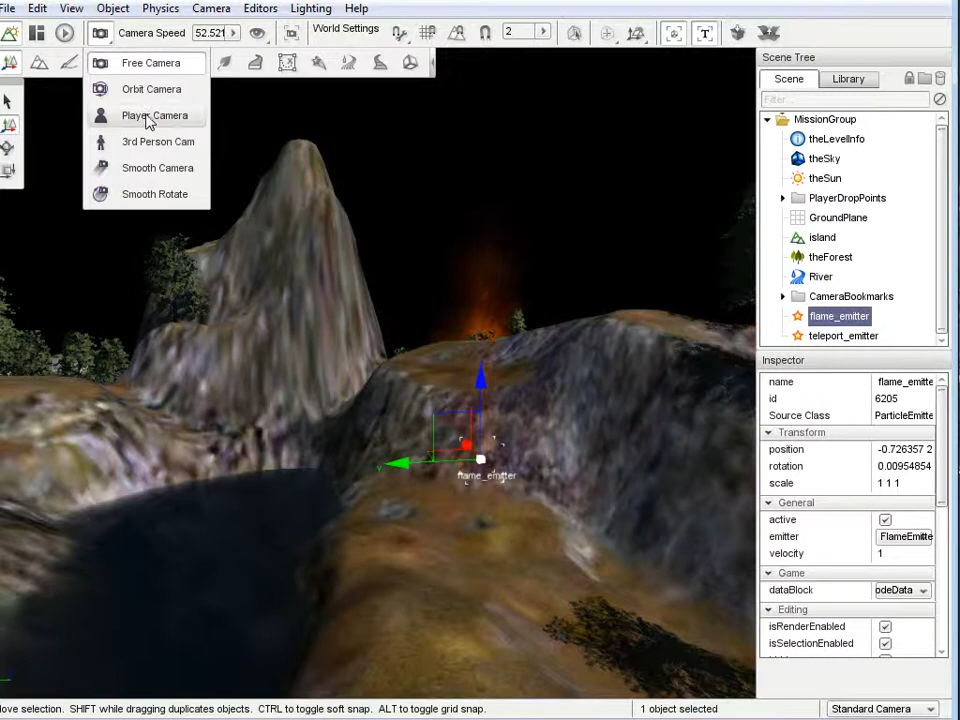 File Edit View Object Physics Camera Editors Lighting Help
Camera Speed 52.521 World Settings 2
Free Camera
Orbit Camera
Player Camera
3rd Person Cam
Smooth Camera
Smooth Rotate
Scene Tree
Scene Library
Filter...
MissionGroup
theLevelInfo
theSky
theSun
PlayerDropPoints
GroundPlane
island
theForest
River
CameraBookmarks
flame_emitter
teleport_emitter
Inspector
name flame_emitte
id 6205
Source Class ParticleEmitte
Transform
position -0.726357 2
rotation 0.00954854
scale 1 1 1
General
active
emitter FlameEmitte
velocity 1
Game
dataBlock odeData
Editing
isRenderEnabled
isSelectionEnabled
Y
flame_emitter
ove selection. SHIFT while dragging duplicates objects. CTRL to toggle soft snap. ALT to toggle grid snap. 1 object selected Standard Camera